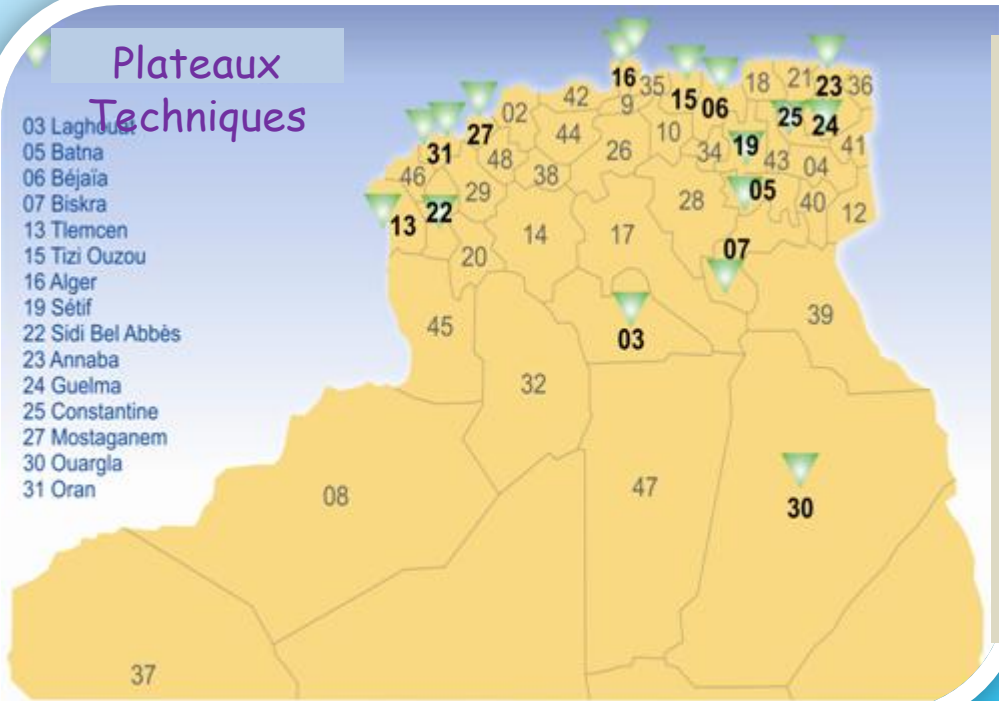 Plateaux
Techniques
03 Laghouat
05 Batna
06 Béjaïa
07 Biskra
13 Tlemcen
15 Tizi Ouzou
16 Alger
19 Sétif
22 Sidi Bel Abbès
23 Annaba
24 Guelma
25 Constantine
27 Mostaganem
30 Ouargla
31 Oran
16 35 18 21 23 36
02 42 9 15 06 25 24
31 27 44 10 19 41
46 48 38 26 34 43 04
29 28 05 40 12
13 22 14 17
20 07
45 03 39
32
08 47 30
37